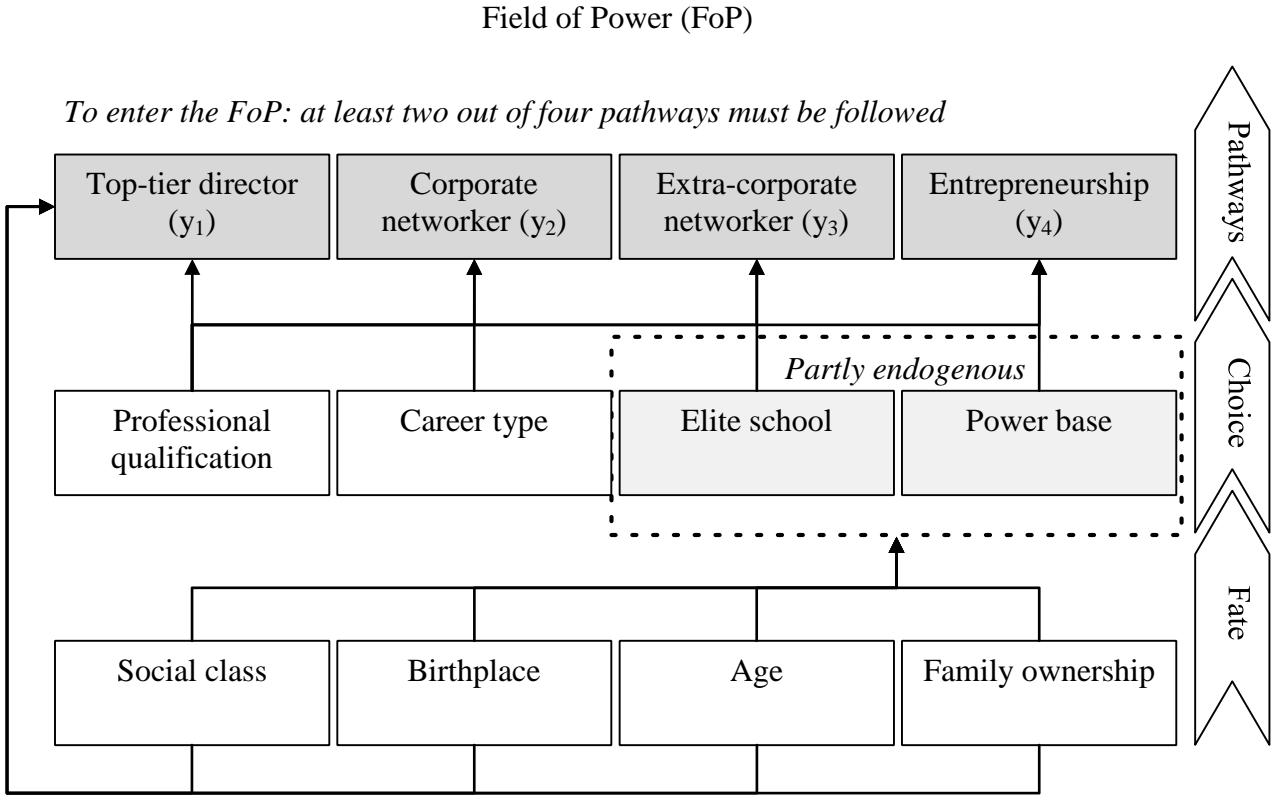 Field of Power (FoP)
To enter the FoP: at least two out of four pathways must be followed
Top-tier director
(y₁)
Corporate
networker (y₂)
Extra-corporate
networker (y₃)
Entrepreneurship
(y₄)
Pathways
Partly endogenous
Professional
qualification
Career type
Elite school
Power base
Choice
Social class
Birthplace
Age
Family ownership
Fate